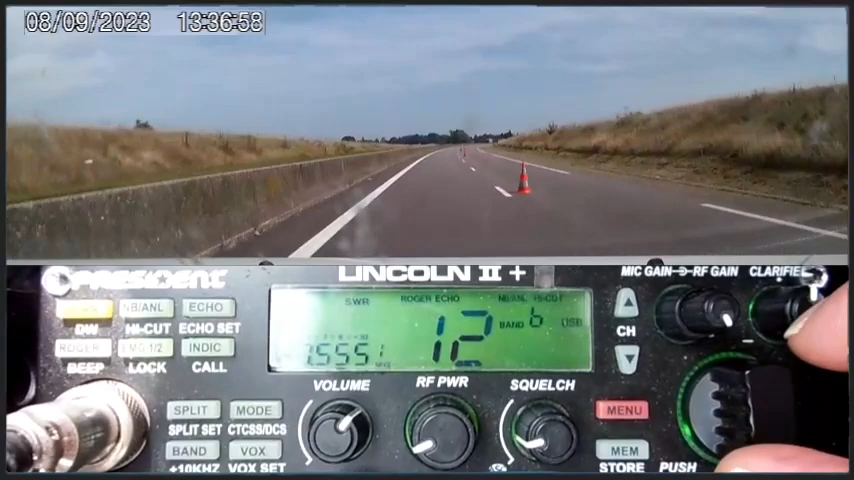 08/09/2023 13:36:58
PRESIDENT LINCOLN II + MIC GAIN RF GAIN CLARIFIER
NB/ANL ECHO
DW HI-CUT ECHO SET
ROGER EMG 1/2 INDIC
BEEP LOCK CALL
SWR ROGER ECHO NB/ANL HI-CUT
12 BAND b USB
CH
VOLUME RF PWR SQUELCH
SPLIT MODE
SPLIT SET CTCSS/DCS
BAND VOX
+10KHZ VOX SET
MENU
MEM
STORE PUSH